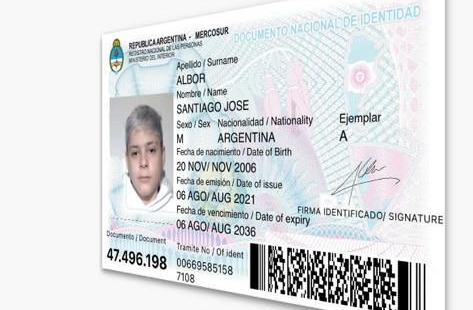 REPUBLICA ARGENTINA - MERCOSUR
REGISTRO NACIONAL DE LAS PERSONAS
MINISTERIO DEL INTERIOR
DOCUMENTO NACIONAL DE IDENTIDAD
Apellido / Surname
ALBOR
Nombre / Name
SANTIAGO JOSE
Sexo / Sex Nacionalidad / Nationality Ejemplar
M ARGENTINA A
Fecha de nacimiento / Date of Birth
20 NOV/ NOV 2006
Fecha de emisión / Date of issue
06 AGO/ AUG 2021
Fecha de vencimiento / Date of expiry
06 AGO/ AUG 2036
FIRMA IDENTIFICADO/ SIGNATURE
Documento / Document
47.496.198
Tramite No / Of ident
00669585158
7108